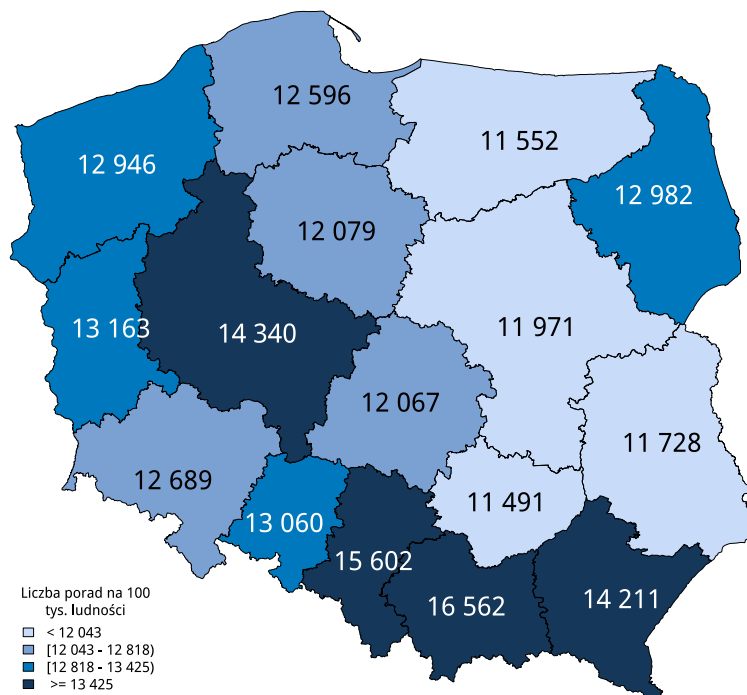 12 596
11 552
12 946
12 982
12 079
13 163
14 340
11 971
12 067
11 728
12 689
11 491
13 060
15 602
14 211
16 562
Liczba porad na 100
tys. ludności
< 12 043
[12 043 - 12 818)
[12 818 - 13 425)
>= 13 425